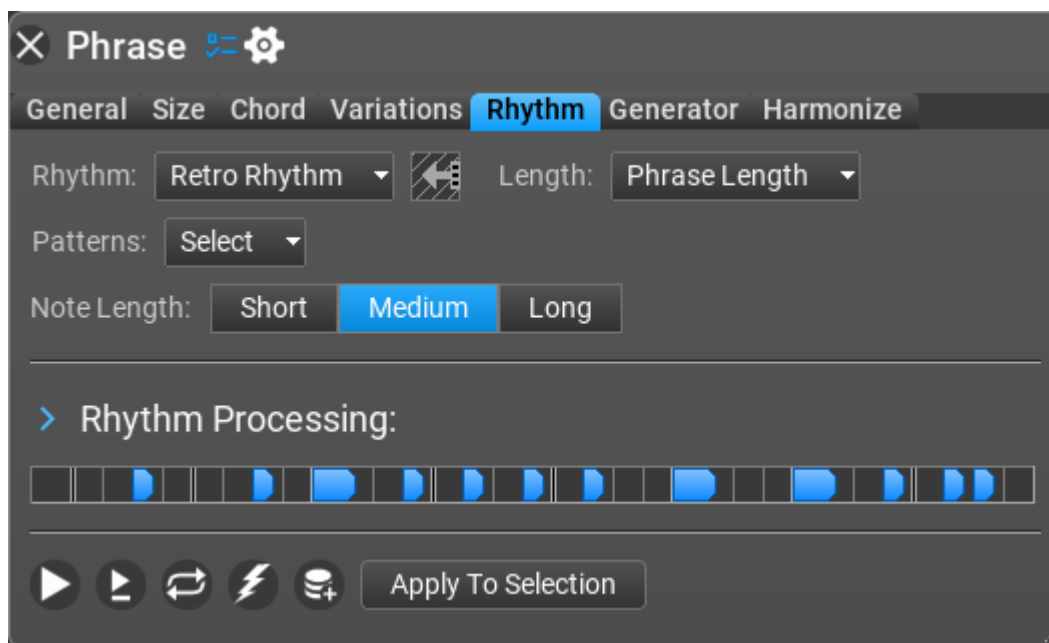 Phrase
General Size Chord Variations Rhythm Generator Harmonize
Rhythm: Retro Rhythm Length: Phrase Length
Patterns: Select
Note Length: Short Medium Long
Rhythm Processing:
Apply To Selection